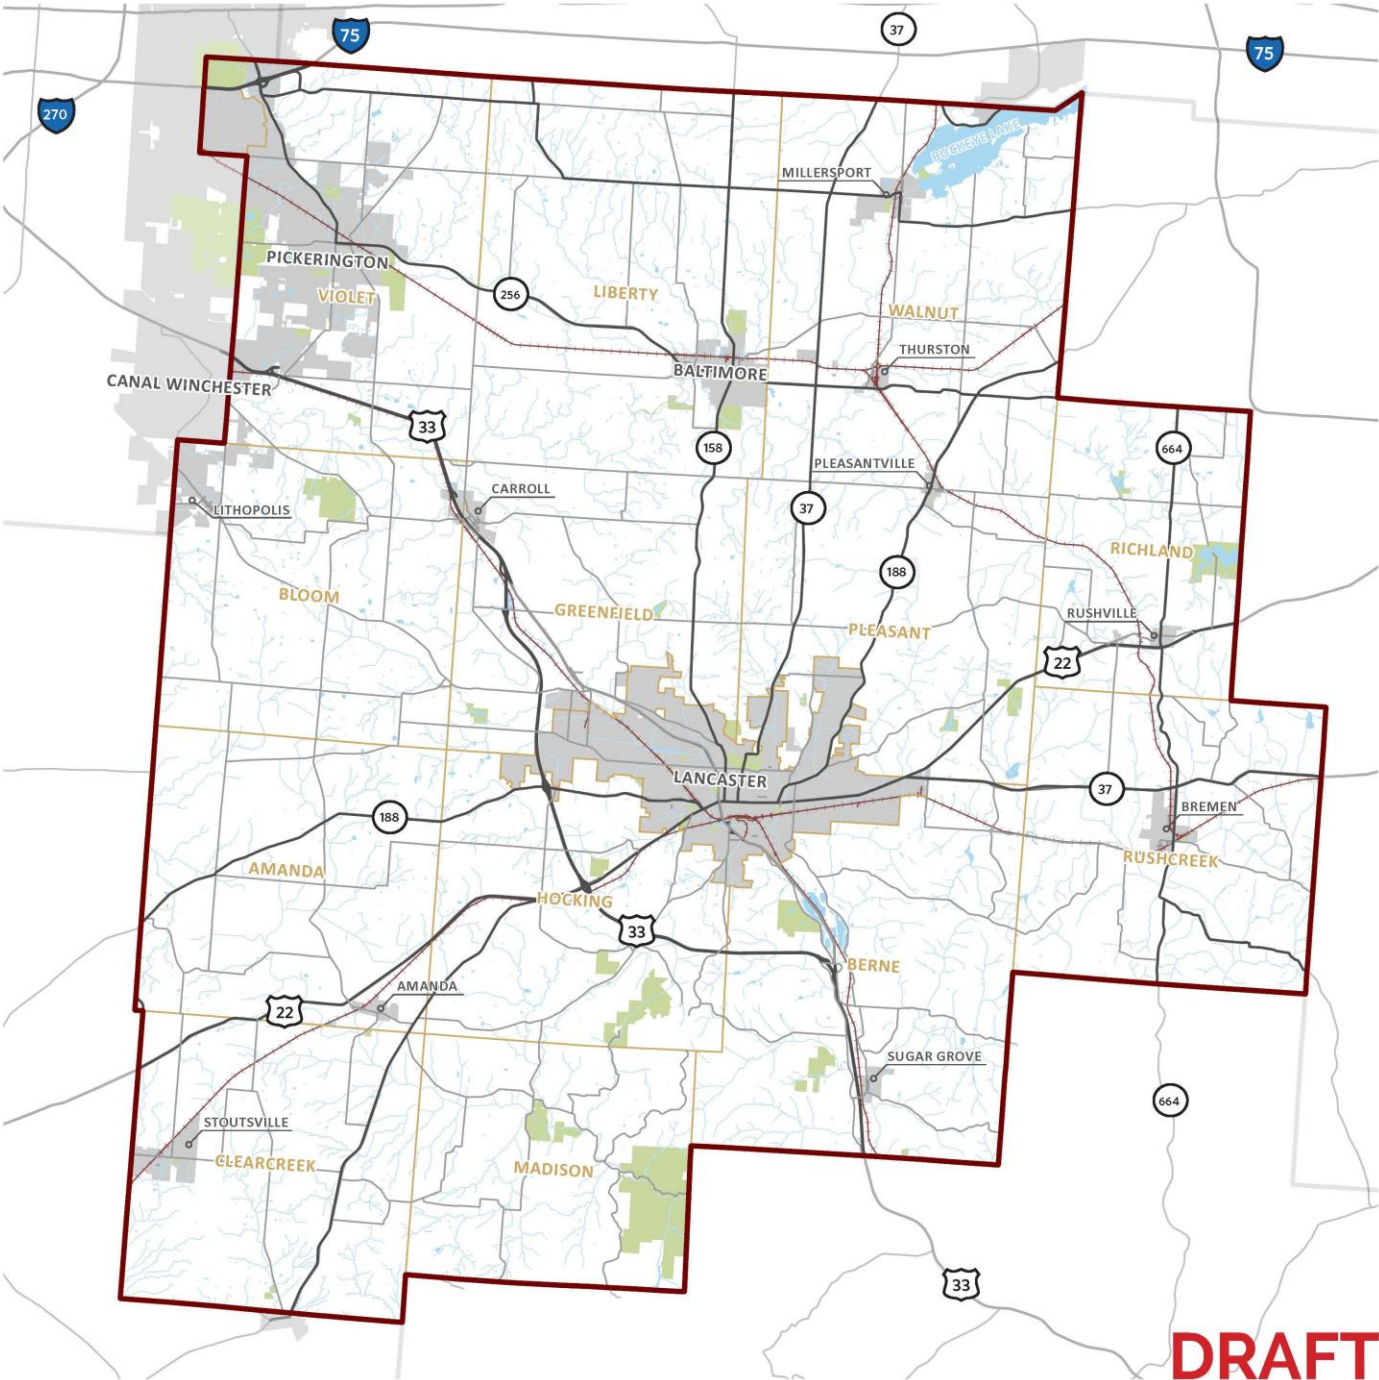 75
37
75
270
BUCKEYE LAKE
MILLERSPORT
PICKERINGTON
VIOLET
256
LIBERTY
WALNUT
THURSTON
BALTIMORE
CANAL WINCHESTER
33
158
664
PLEASANTVILLE
CARROLL
37
LITHOPOLIS
RICHLAND
188
BLOOM
GREENFIELD
RUSHVILLE
PLEASANT
22
LANCASTER
37
BREMEN
188
RUSHCREEK
AMANDA
HOCKING
33
BERNE
AMANDA
22
SUGAR GROVE
664
STOUTSVILLE
CLEARCREEK
MADISON
33
DRAFT